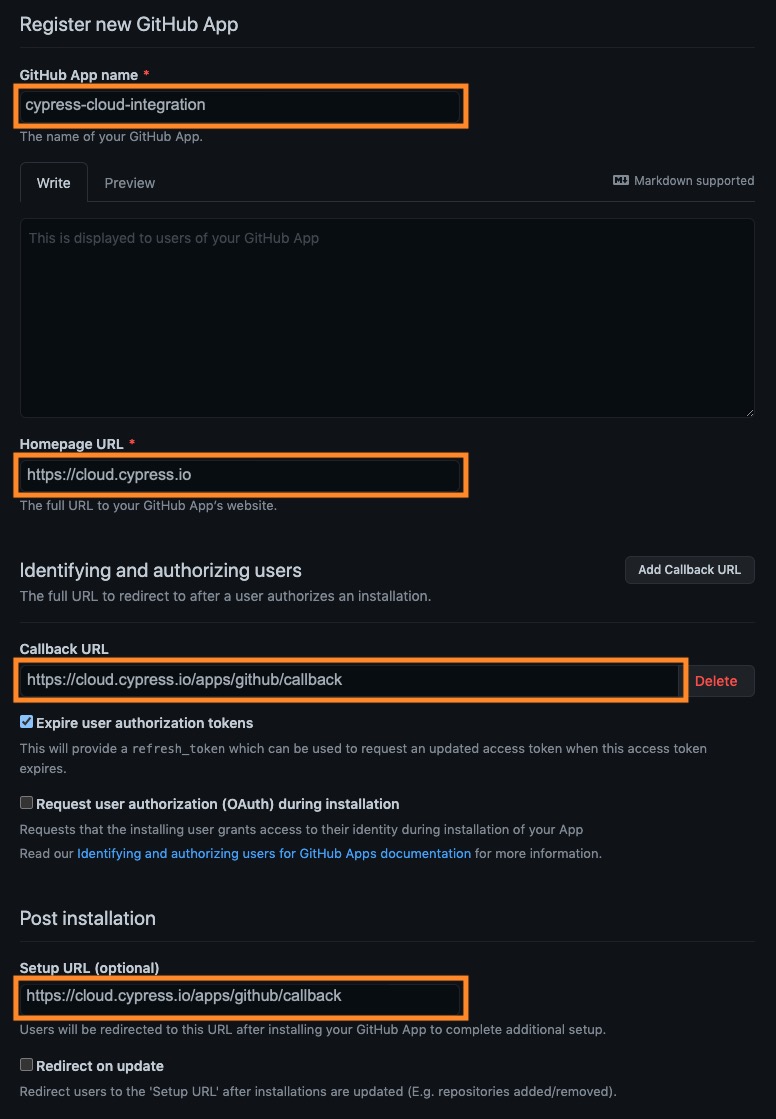 Register new GitHub App
GitHub App name *
cypress-cloud-integration
The name of your GitHub App.
Write
Preview
Markdown supported
This is displayed to users of your GitHub App
Homepage URL *
https://cloud.cypress.io
The full URL to your GitHub App's website.
Identifying and authorizing users
Add Callback URL
The full URL to redirect to after a user authorizes an installation.
Callback URL
https://cloud.cypress.io/apps/github/callback
Delete
Expire user authorization tokens
This will provide a refresh_token which can be used to request an updated access token when this access token
expires.
Request user authorization (OAuth) during installation
Requests that the installing user grants access to their identity during installation of your App
Read our Identifying and authorizing users for GitHub Apps documentation for more information.
Post installation
Setup URL (optional)
https://cloud.cypress.io/apps/github/callback
Users will be redirected to this URL after installing your GitHub App to complete additional setup.
Redirect on update
Redirect users to the 'Setup URL' after installations are updated (E.g. repositories added/removed).